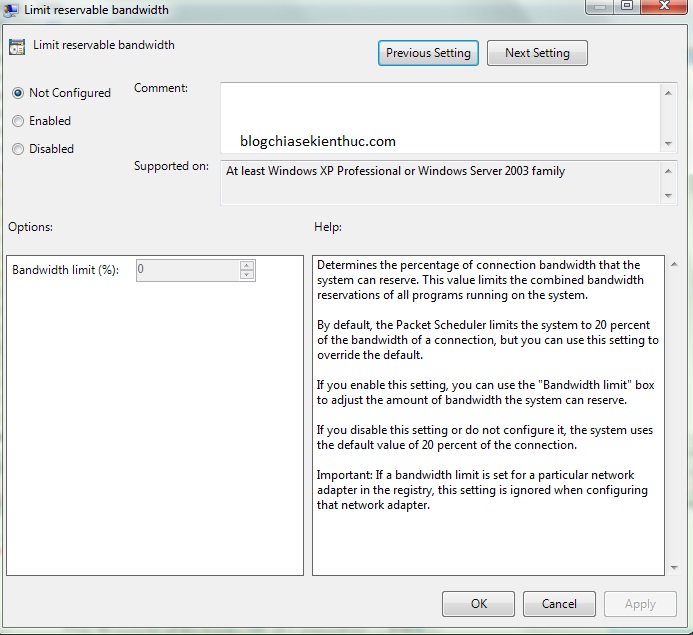 Limit reservable bandwidth
Limit reservable bandwidth
Previous Setting
Next Setting
Not Configured
Enabled
Disabled
Comment:
blogchiasekienthuc.com
Supported on:
At least Windows XP Professional or Windows Server 2003 family
Options:
Help:
Bandwidth limit (%):
0
Determines the percentage of connection bandwidth that the
system can reserve. This value limits the combined bandwidth
reservations of all programs running on the system.
By default, the Packet Scheduler limits the system to 20 percent
of the bandwidth of a connection, but you can use this setting to
override the default.
If you enable this setting, you can use the "Bandwidth limit" box
to adjust the amount of bandwidth the system can reserve.
If you disable this setting or do not configure it, the system uses
the default value of 20 percent of the connection.
Important: If a bandwidth limit is set for a particular network
adapter in the registry, this setting is ignored when configuring
that network adapter.
OK
Cancel
Apply